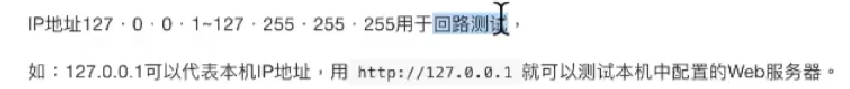 IP地址127．0．0．1~127．255．255．255用于回路测试，
如：127.0.0.1可以代表本机IP地址，用 http://127.0.0.1 就可以测试本机中配置的Web服务器。